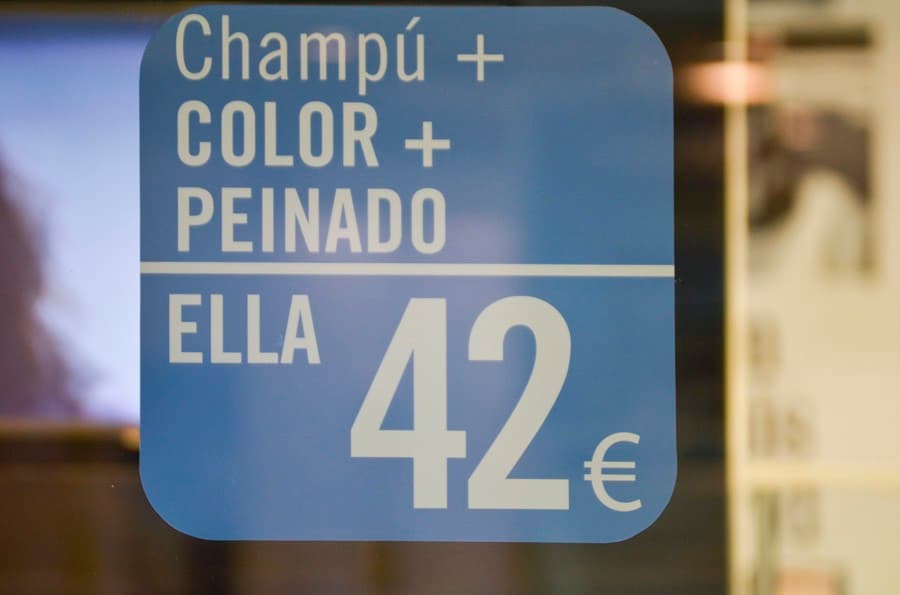 Champú +
COLOR +
PEINADO
ELLA 42 €